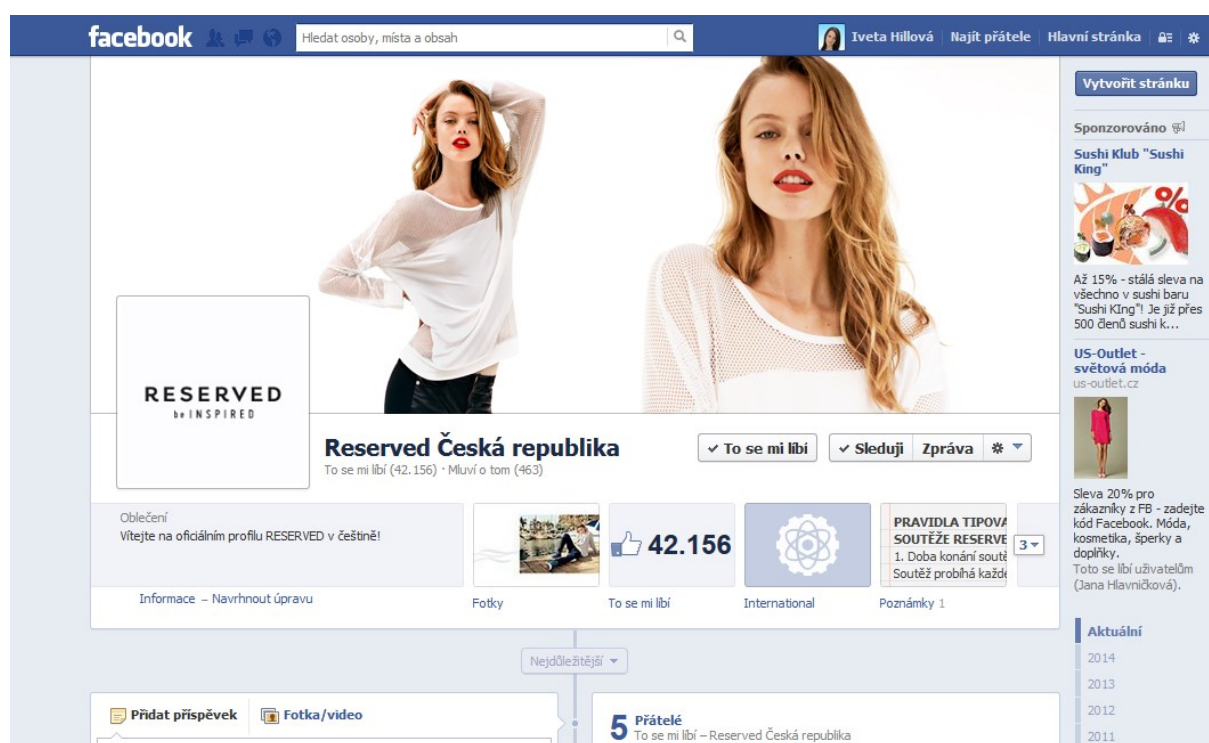 facebook
Hledat osoby, místa a obsah
Iveta Hillová
Najít přátele
Hlavní stránka
Vytvořit stránku
Sponzorováno
Sushi Klub "Sushi
King"
%
Až 15% - stálá sleva na
všechno v sushi baru
"Sushi KIng"! Je již přes
500 členů sushi k...
US-Outlet -
světová móda
us-outlet.cz
Sleva 20% pro
zákazníky z FB - zadejte
kód Facebook. Móda,
kosmetika, šperky a
doplňky.
Toto se líbí uživatelům
(Jana Hlavničková).
Aktuální
2014
2013
2012
2011
RESERVED
be INSPIRED
Reserved Česká republika
To se mi líbí (42.156) · Mluví o tom (463)
✓ To se mi líbí
✓ Sleduji
Zpráva
Oblečení
Vítejte na oficiálním profilu RESERVED v češtině!
Informace – Navrhnout úpravu
Fotky
42.156
To se mi líbí
International
PRAVIDLA TIPOVA
SOUTĚŽE RESERVE
1. Doba konání soutě
Soutěž probíhá každé
3
Poznámky 1
Nejdůležitější
Přidat příspěvek
Fotka/video
5 Přátelé
To se mi líbí – Reserved Česká republika